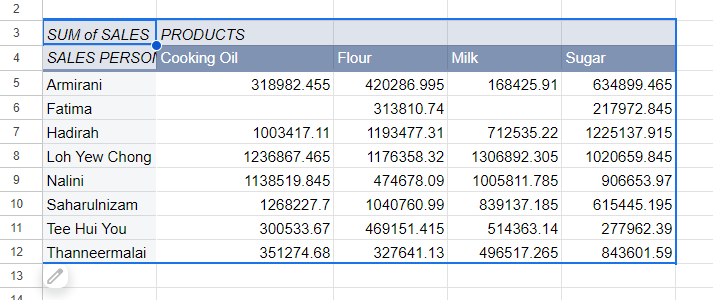 2
3 SUM of SALES PRODUCTS
4 SALES PERSO Cooking Oil Flour Milk Sugar
5 Armirani 318982.455 420286.995 168425.91 634899.465
6 Fatima 313810.74 217972.845
7 Hadirah 1003417.11 1193477.31 712535.22 1225137.915
8 Loh Yew Chong 1236867.465 1176358.32 1306892.305 1020659.845
9 Nalini 1138519.845 474678.09 1005811.785 906653.97
10 Saharulnizam 1268227.7 1040760.99 839137.185 615445.195
11 Tee Hui You 300533.67 469151.415 514363.14 277962.39
12 Thanneermalai 351274.68 327641.13 496517.265 843601.59
13
14